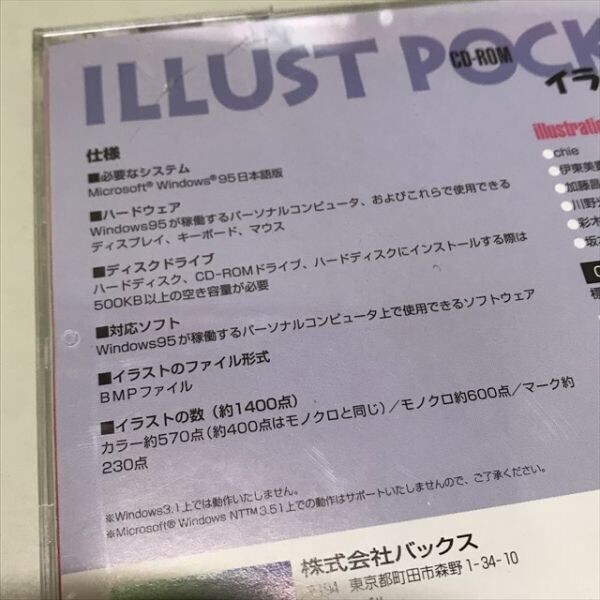 ILLUST POCK
CD-ROM
イラ
仕様
■必要なシステム
Microsoft® Windows®95日本語版
■ハードウェア
Windows95が稼働するパーソナルコンピュータ、およびこれらで使用できる
ディスプレイ、キーボード、マウス
■ディスクドライブ
ハードディスク、CD-ROMドライブ、ハードディスクにインストールする際は
500KB以上の空き容量が必要
■対応ソフト
Windows95が稼働するパーソナルコンピュータ上で使用できるソフトウェア
■イラストのファイル形式
BMPファイル
■イラストの数（約1400点）
カラー約570点（約400点はモノクロと同じ）／モノクロ約600点／マーク約
230点
※Windows3.1上では動作いたしません。
※Microsoft® Windows NT™3.51上での動作はサポートいたしませんので、ご了承ください。
株式会社バックス
東京都町田市森野1-34-10
illustration
●chie
●伊東美
●加藤昌
●川野
●彩木
●坂
標